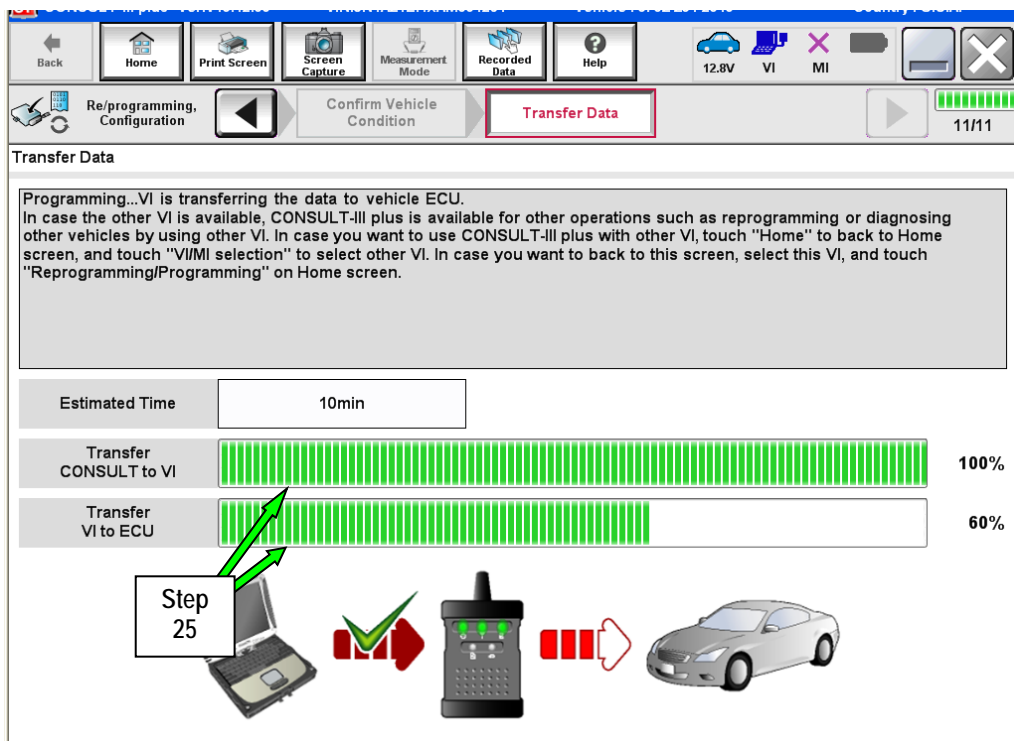 Back
Home
Print Screen
Screen
Capture
Measurement
Mode
Recorded
Data
Help
12.8V
VI
MI
Re/programming,
Configuration
Confirm Vehicle
Condition
Transfer Data
11/11
Transfer Data
Programming...VI is transferring the data to vehicle ECU.
In case the other VI is available, CONSULT-III plus is available for other operations such as reprogramming or diagnosing
other vehicles by using other VI. In case you want to use CONSULT-III plus with other VI, touch "Home" to back to Home
screen, and touch "VI/MI selection" to select other VI. In case you want to back to this screen, select this VI, and touch
"Reprogramming/Programming" on Home screen.
Estimated Time
10min
Transfer
CONSULT to VI
100%
Transfer
VI to ECU
60%
Step
25